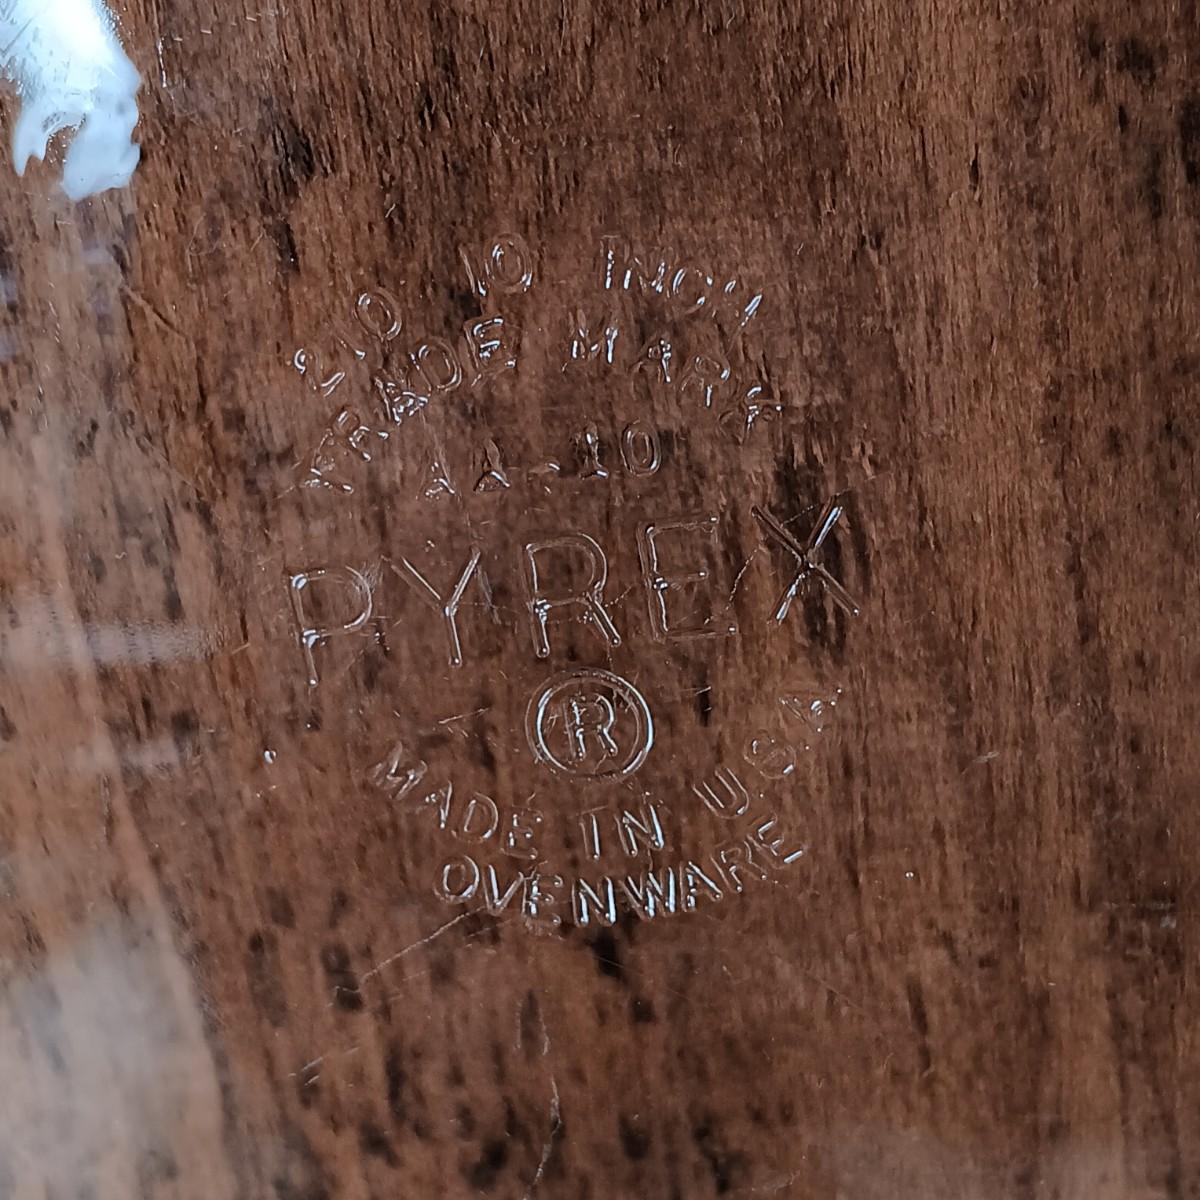 210 10 INCH
TRADE MARK
AA-10
PYREX
®
MADE IN U.S.A.
OVENWARE